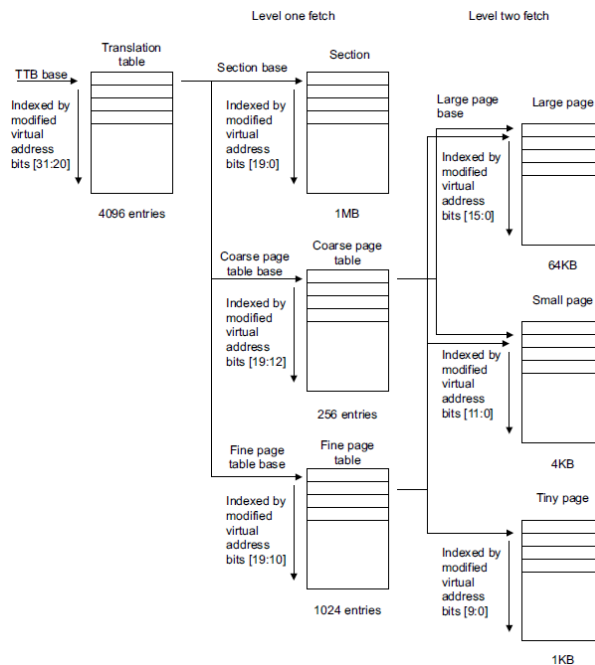 Level one fetch
Level two fetch
Translation
table
TTB base
Indexed by
modified
virtual
address
bits [31:20]
4096 entries
Section base
Section
Indexed by
modified
virtual
address
bits [19:0]
1MB
Large page
base
Large page
Indexed by
modified
virtual
address
bits [15:0]
64KB
Coarse page
table base
Coarse page
table
Indexed by
modified
virtual
address
bits [19:12]
256 entries
Small page
Indexed by
modified
virtual
address
bits [11:0]
4KB
Fine page
table base
Fine page
table
Indexed by
modified
virtual
address
bits [19:10]
1024 entries
Tiny page
Indexed by
modified
virtual
address
bits [9:0]
1KB